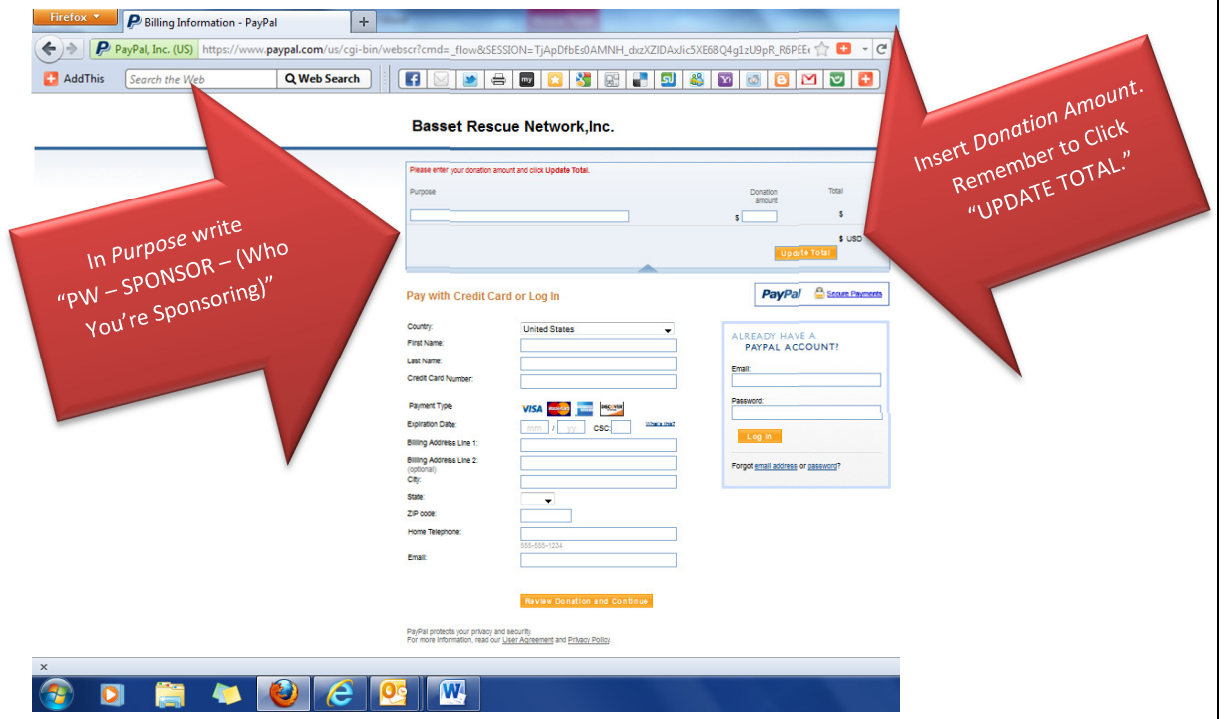 Firefox
Billing Information - PayPal
+
PayPal, Inc. (US)
https://www.paypal.com/us/cgi-bin/
AddThis
Search the Web
Web Search
Basset Rescue Network,Inc.
Insert Donation Amount.
Remember to Click
“UPDATE TOTAL.”
Please enter your donation amount and click Update Total.
Purpose
Donation
amount
Total
$
$
$ USD
Update Total
In Purpose write
“PW – SPONSOR – (Who
You’re Sponsoring)”
Pay with Credit Card or Log In
PayPal
Secure Payments
Country:
United States
First Name:
Last Name:
Credit Card Number:
ALREADY HAVE A
PAYPAL ACCOUNT?
Email:
Password:
Log In
Forgot email address or password?
Payment Type
VISA
DISCOVER
Expiration Date:
mm / yy CSC:
What's this?
Billing Address Line 1:
Billing Address Line 2:
(optional)
City:
State:
ZIP code:
Home Telephone:
555-555-1234
Email:
Review Donation and Continue
PayPal protects your privacy and security.
For more information, read our User Agreement and Privacy Policy.
x